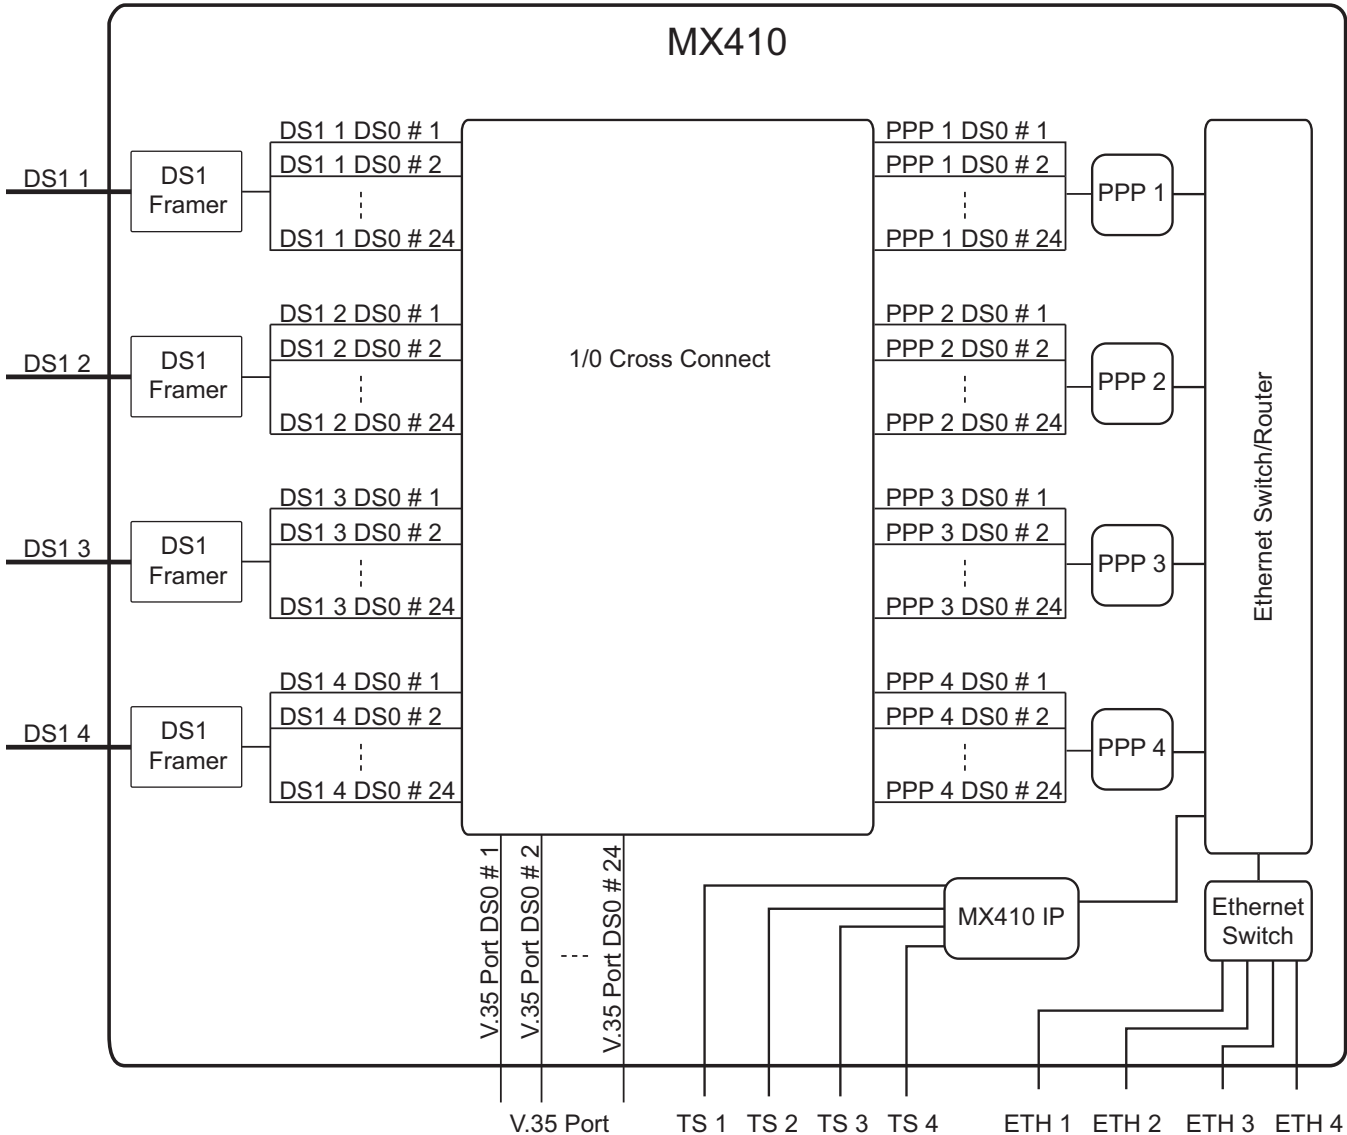 MX410
DS1 1
DS1
Framer
DS1 1 DS0 # 1
DS1 1 DS0 # 2
DS1 1 DS0 # 24
PPP 1 DS0 # 1
PPP 1 DS0 # 2
PPP 1 DS0 # 24
PPP 1
DS1 2
DS1
Framer
DS1 2 DS0 # 1
DS1 2 DS0 # 2
DS1 2 DS0 # 24
1/0 Cross Connect
PPP 2 DS0 # 1
PPP 2 DS0 # 2
PPP 2 DS0 # 24
PPP 2
Ethernet Switch/Router
DS1 3
DS1
Framer
DS1 3 DS0 # 1
DS1 3 DS0 # 2
DS1 3 DS0 # 24
PPP 3 DS0 # 1
PPP 3 DS0 # 2
PPP 3 DS0 # 24
PPP 3
DS1 4
DS1
Framer
DS1 4 DS0 # 1
DS1 4 DS0 # 2
DS1 4 DS0 # 24
PPP 4 DS0 # 1
PPP 4 DS0 # 2
PPP 4 DS0 # 24
PPP 4
V.35 Port DS0 # 1
V.35 Port DS0 # 2
V.35 Port DS0 # 24
MX410 IP
Ethernet
Switch
V.35 Port
TS 1
TS 2
TS 3
TS 4
ETH 1
ETH 2
ETH 3
ETH 4